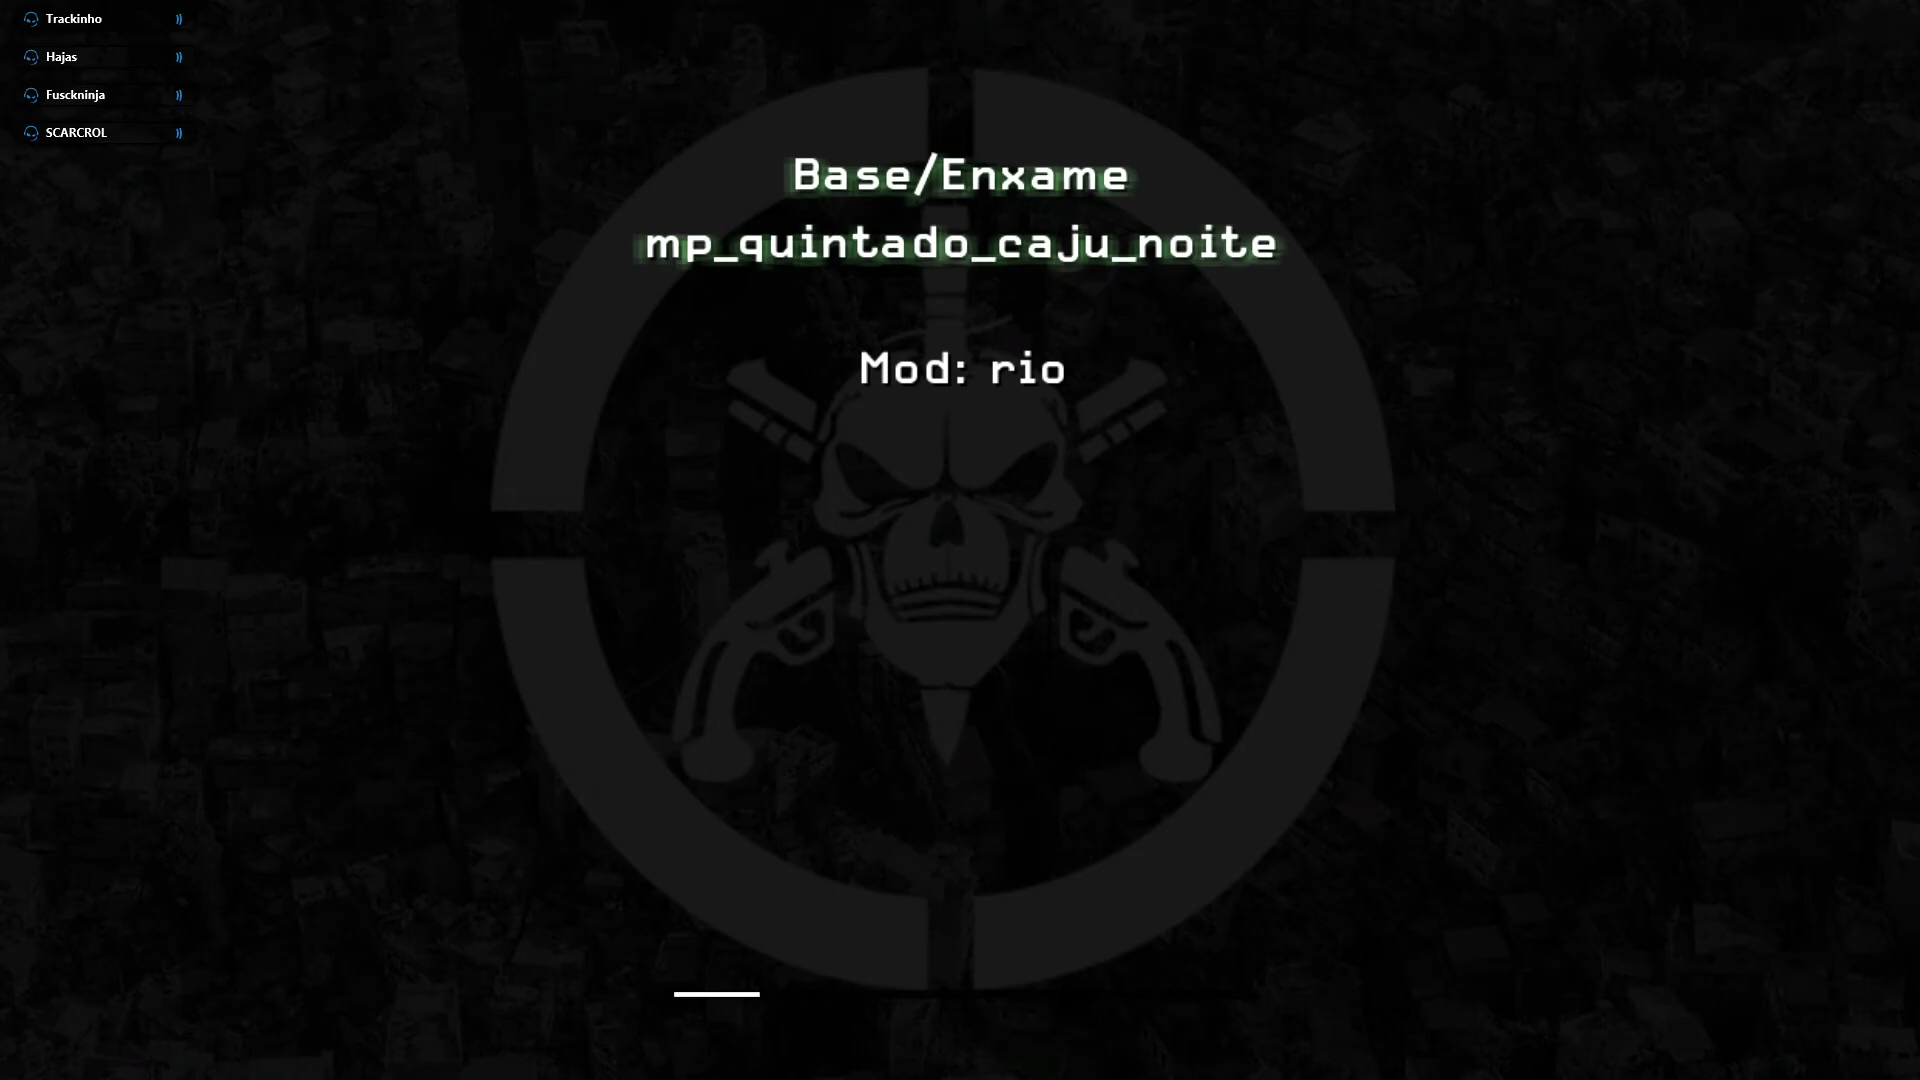 Trackinho
Hajas
Fusckninja
SCARCROL
Base/Enxame
mp_quintado_caju_noite
Mod: rio